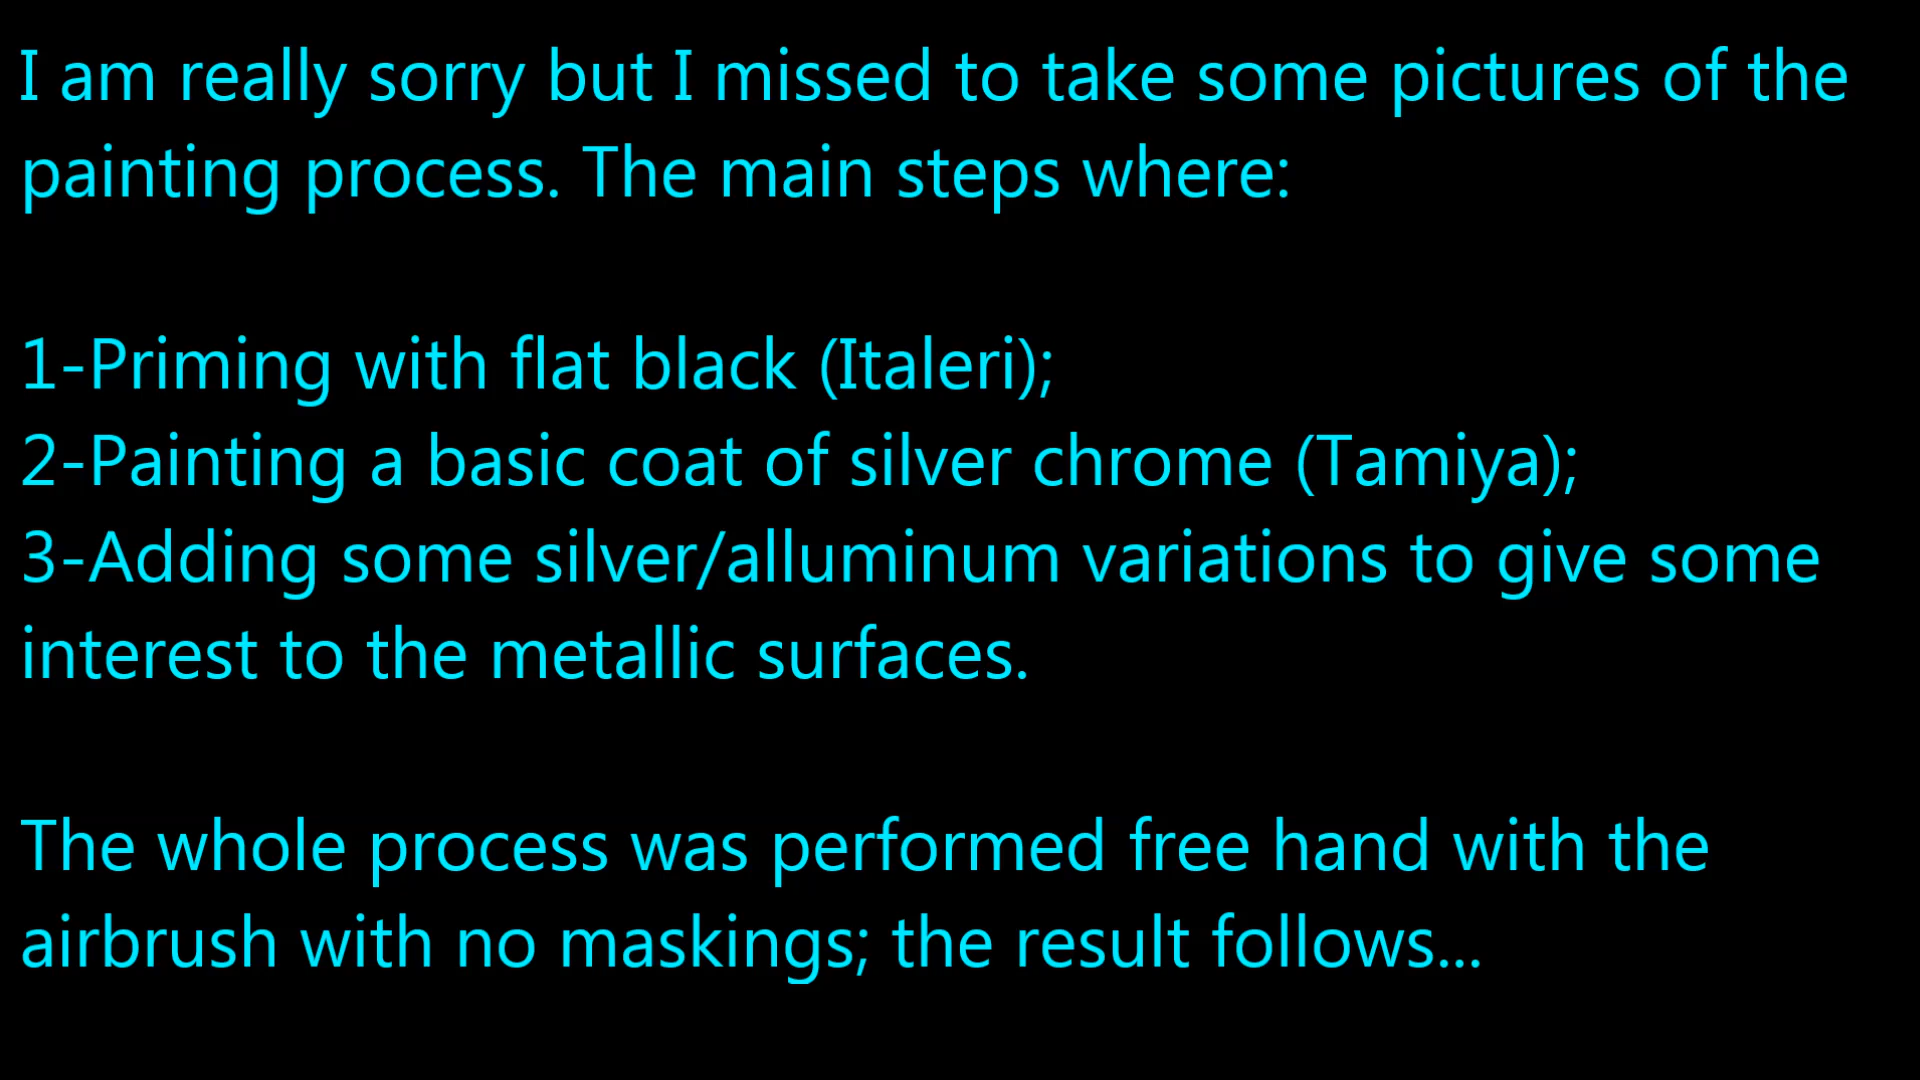 I am really sorry but I missed to take some pictures of the
painting process. The main steps where:
1-Priming with flat black (Italeri);
2-Painting a basic coat of silver chrome (Tamiya);
3-Adding some silver/alluminum variations to give some
interest to the metallic surfaces.
The whole process was performed free hand with the
airbrush with no maskings; the result follows...